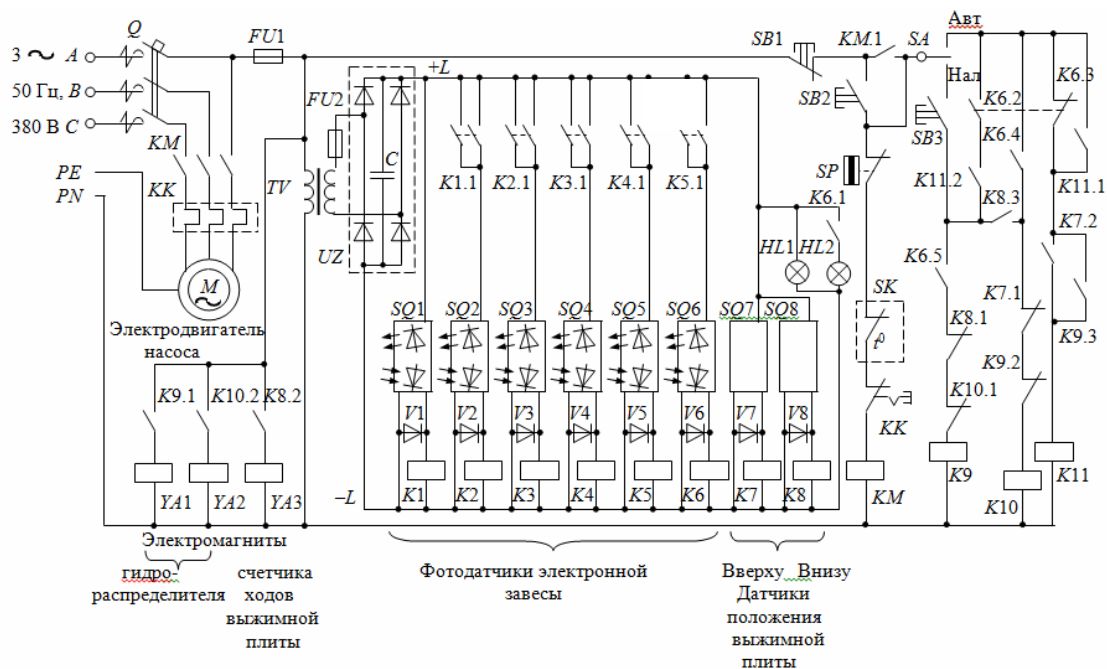 Q
FU1
3 ~ A
50 Гц, B
380 В C
KM
KK
PE
PN
TV
M
Электродвигатель
насоса
K9.1 K10.2 K8.2
YA1 YA2 YA3
Электромагниты
гидро-
распределителя
счетчика
ходов
выжимной
плиты
FU2
C
UZ
+L
–L
K1.1 K2.1 K3.1 K4.1 K5.1
K6.1
HL1 HL2
SQ1 SQ2 SQ3 SQ4 SQ5 SQ6 SQ7 SQ8
V1 V2 V3 V4 V5 V6 V7 V8
K1 K2 K3 K4 K5 K6 K7 K8
Фотодатчики электронной
завесы
Вверху Внизу
Датчики
положения
выжимной
плиты
SB1 KM.1 SA
Авт
Нал
SB2
SP
SK
t⁰
KK
KM
SB3
K6.2
K6.3
K6.4
K11.2
K8.3
K11.1
K7.2
K6.5
K7.1
K8.1
K9.2
K9.3
K10.1
K9
K10
K11